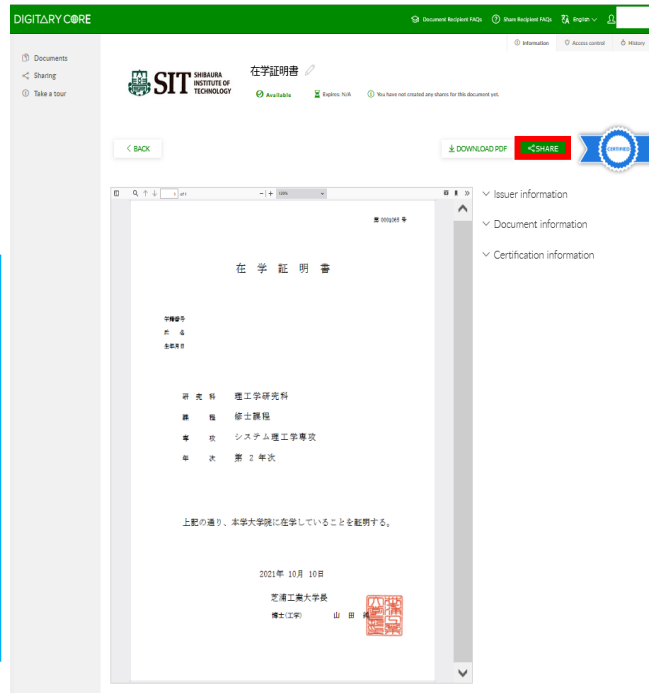 DIGITARY CORE
Document Recipient FAQs
Share Recipient FAQs
English
Information
Access control
History
Documents
Sharing
Take a tour
SIT SHIBAURA INSTITUTE OF TECHNOLOGY
在学証明書
Available
Expires: N/A
You have not created any shares for this document yet.
< BACK
DOWNLOAD PDF
SHARE
CERTIFIED
Issuer information
Document information
Certification information
在 学 証 明 書
学籍番号
氏 名
生年月日
研 究 科 理工学研究科
課 程 修士課程
専 攻 システム理工学専攻
年 次 第 2 年次
上記の通り、本学大学院に在学していることを証明する。
2021年 10月 10日
芝浦工業大学長
博士(工学) 山 田